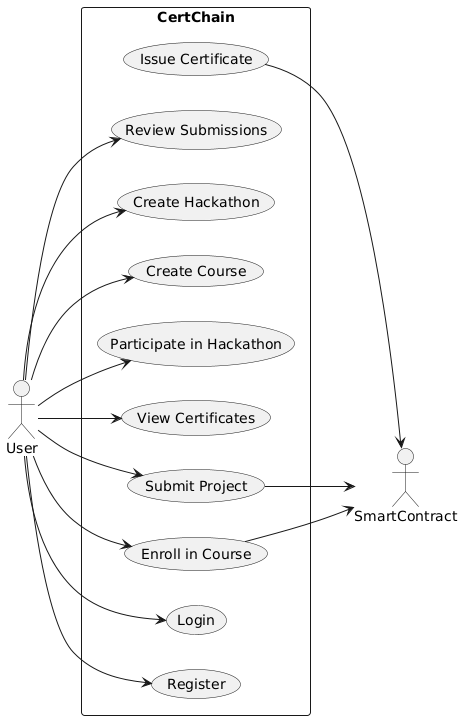 CertChain
Issue Certificate
Review Submissions
Create Hackathon
Create Course
Participate in Hackathon
View Certificates
User
Submit Project
SmartContract
Enroll in Course
Login
Register